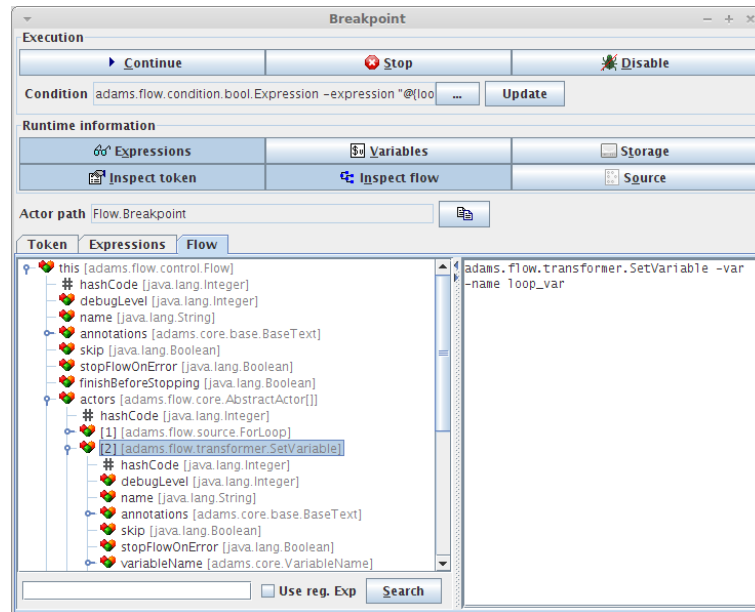 Breakpoint
Execution
Continue
Stop
Disable
Condition adams.flow.condition.bool.Expression -expression "@{loo ... Update
Runtime information
Expressions
Variables
Storage
Inspect token
Inspect flow
Source
Actor path Flow.Breakpoint
Token Expressions Flow
this [adams.flow.control.Flow]
# hashCode [java.lang.Integer]
debugLevel [java.lang.Integer]
name [java.lang.String]
annotations [adams.core.base.BaseText]
skip [java.lang.Boolean]
stopFlowOnError [java.lang.Boolean]
finishBeforeStopping [java.lang.Boolean]
actors [adams.flow.core.AbstractActor[]]
# hashCode [java.lang.Integer]
[1] [adams.flow.source.ForLoop]
[2] [adams.flow.transformer.SetVariable]
# hashCode [java.lang.Integer]
debugLevel [java.lang.Integer]
name [java.lang.String]
annotations [adams.core.base.BaseText]
skip [java.lang.Boolean]
stopFlowOnError [java.lang.Boolean]
variableName [adams.core.VariableName]
adams.flow.transformer.SetVariable -var
-name loop_var
Use reg. Exp Search